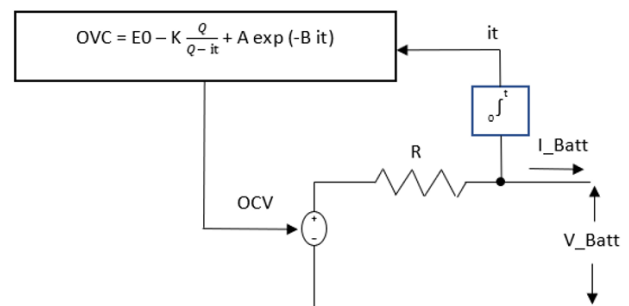 OVC = E0 – K Q / Q – it + A exp (-B it)
it
t
∫
0
I_Batt
R
OCV
+
-
V_Batt